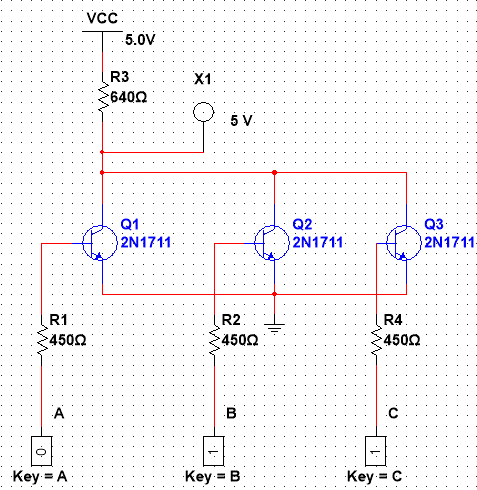 VCC
5.0V
R3
640Ω
X1
5 V
Q1
2N1711
Q2
2N1711
Q3
2N1711
R1
450Ω
R2
450Ω
R4
450Ω
A
B
C
0
1
1
Key = A
Key = B
Key = C